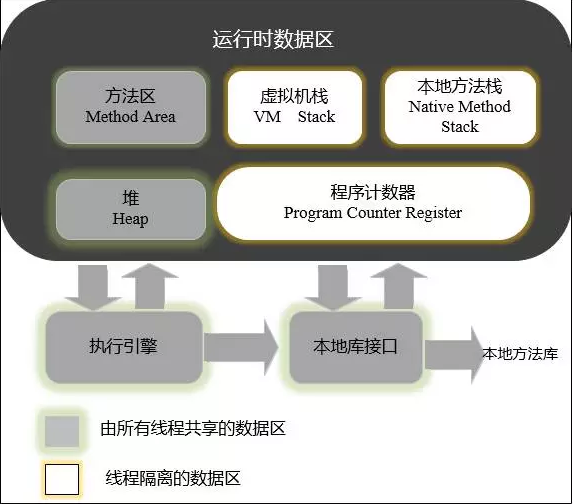 运行时数据区
方法区
Method Area
虚拟机栈
VM Stack
本地方法栈
Native Method
Stack
堆
Heap
程序计数器
Program Counter Register
执行引擎
本地库接口
本地方法库
由所有线程共享的数据区
线程隔离的数据区